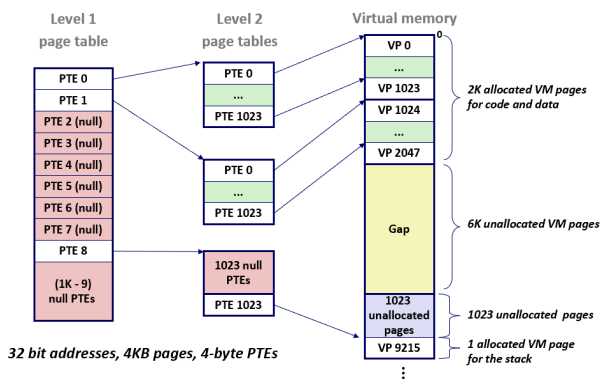 Level 1
page table
Level 2
page tables
Virtual memory
0
PTE 0
PTE 1
PTE 2 (null)
PTE 3 (null)
PTE 4 (null)
PTE 5 (null)
PTE 6 (null)
PTE 7 (null)
PTE 8
(1K - 9)
null PTEs
PTE 0
...
PTE 1023
PTE 0
...
PTE 1023
1023 null
PTEs
PTE 1023
VP 0
...
VP 1023
VP 1024
...
VP 2047
Gap
1023
unallocated
pages
VP 9215
2K allocated VM pages
for code and data
6K unallocated VM pages
1023 unallocated pages
1 allocated VM page
for the stack
32 bit addresses, 4KB pages, 4-byte PTEs